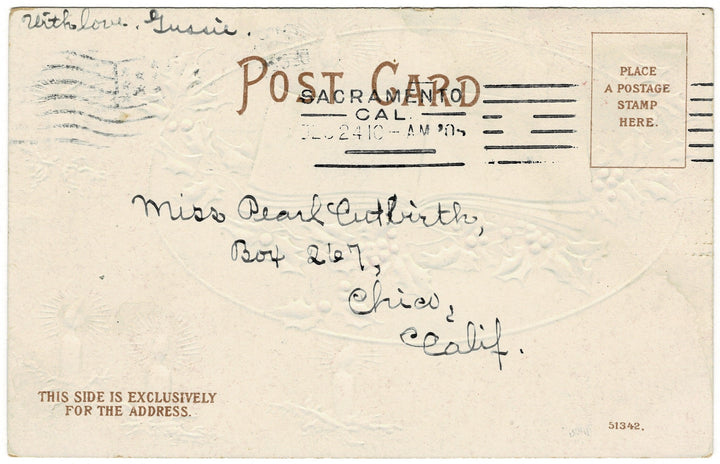 With love. Gussie.
POST CARD
PLACE
A POSTAGE
STAMP
HERE.
SACRAMENTO
CAL.
DEC 24 10 - AM '05
Miss Pearl Cutbirth,
Box 267,
Chico,
Calif.
THIS SIDE IS EXCLUSIVELY
FOR THE ADDRESS.
51342.